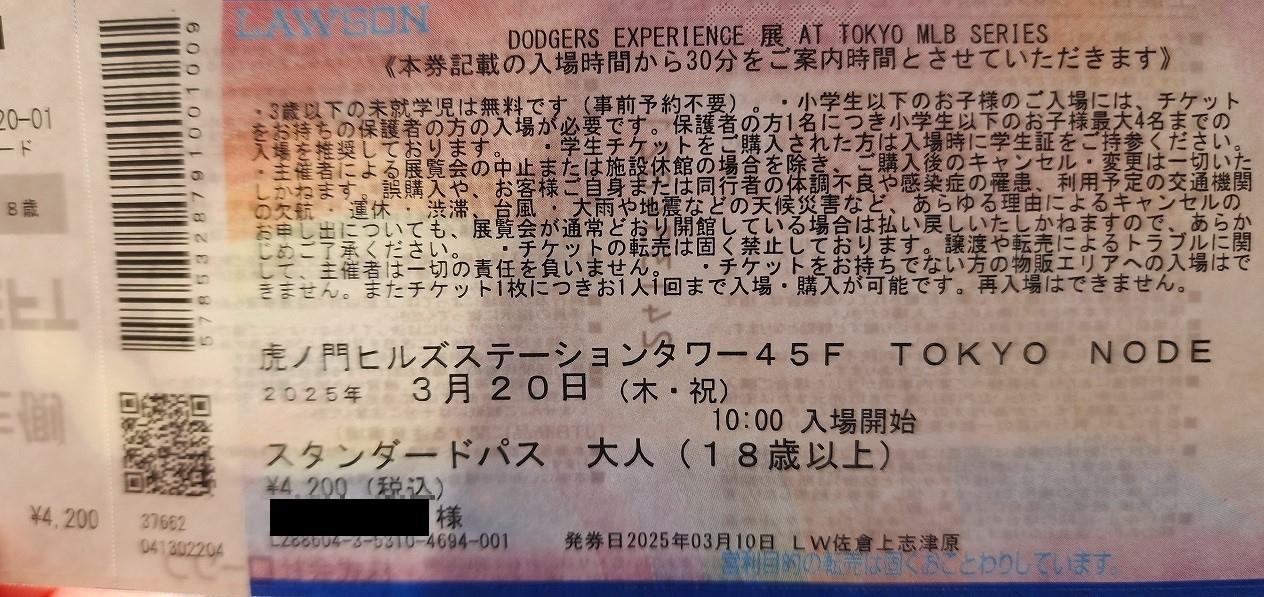 LAWSON
DODGERS EXPERIENCE 展 AT TOKYO MLB SERIES
《本券記載の入場時間から30分をご案内時間とさせていただきます》
・3歳以下の未就学児は無料です（事前予約不要）。・小学生以下のお子様のご入場には、チケット
をお持ちの保護者の方の入場が必要です。保護者の方1名につき小学生以下のお子様最大4名までの
入場を推奨しております。　・学生チケットをご購入された方は入場時に学生証をご持参ください。
・主催者による展覧会の中止または施設休館の場合を除き、ご購入後のキャンセル・変更は一切いた
しかねます。誤購入や、お客様ご自身または同行者の体調不良や感染症の罹患、利用予定の交通機関
の欠航・運休・渋滞、台風・大雨や地震などの天候災害など、あらゆる理由によるキャンセルの
お申し出についても、展覧会が通常どおり開館している場合は払い戻しいたしかねますので、あらか
じめご了承ください。　・チケットの転売は固く禁止しております。譲渡や転売によるトラブルに関
して、主催者は一切の責任を負いません。　・チケットをお持ちでない方の物販エリアへの入場はで
きません。またチケット1枚につきお1人1回まで入場・購入が可能です。再入場はできません。
虎ノ門ヒルズステーションタワー４５Ｆ　ＴＯＫＹＯ　ＮＯＤＥ
２０２５年　３月２０日（木・祝）
10:00 入場開始
スタンダードパス　大人（１８歳以上）
¥4,200（税込）
様
L288604-3-5310-4694-001　発券日2025年03月10日　ＬＷ佐倉上志津原
営利目的の転売は固くおことわりしています。
5785328791001009
37662
041302204
20-01
ード
8歳
¥4,200